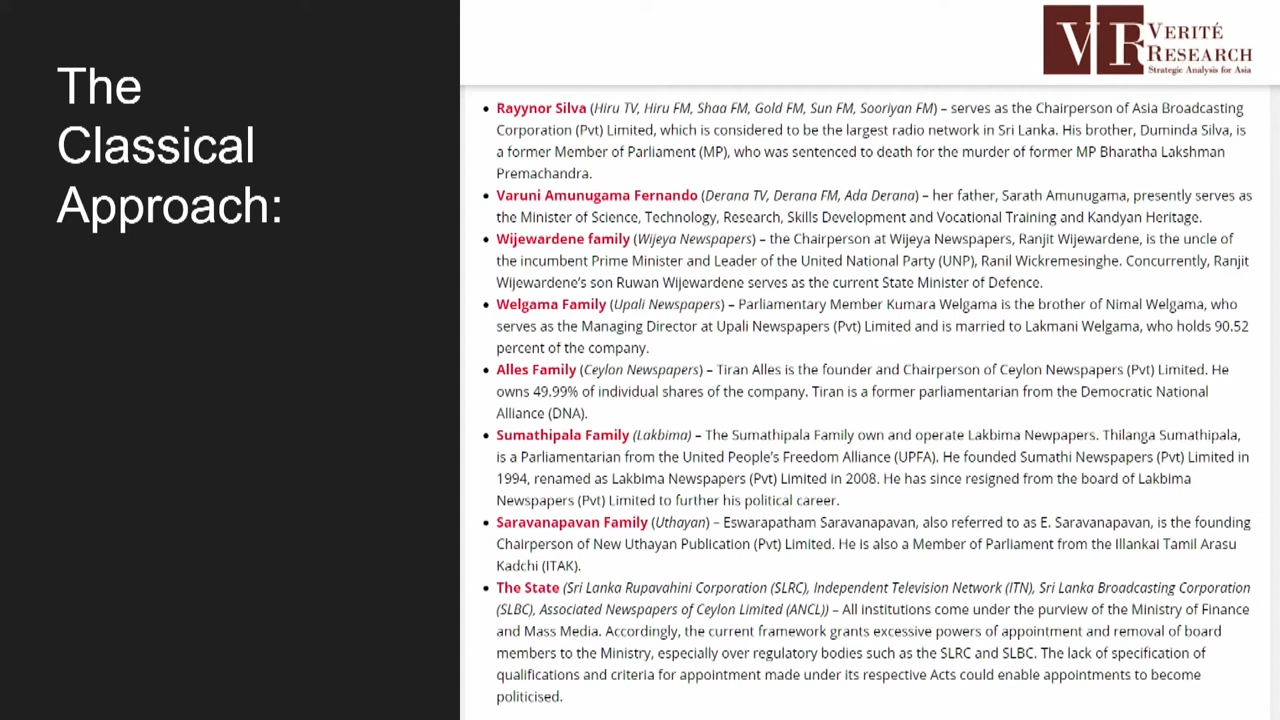 The
Classical
Approach:
VR VERITÉ
RESEARCH
Strategic Analysis for Asia
• Rayynor Silva (Hiru TV, Hiru FM, Shaa FM, Gold FM, Sun FM, Sooriyan FM) – serves as the Chairperson of Asia Broadcasting
Corporation (Pvt) Limited, which is considered to be the largest radio network in Sri Lanka. His brother, Duminda Silva, is
a former Member of Parliament (MP), who was sentenced to death for the murder of former MP Bharatha Lakshman
Premachandra.
• Varuni Amunugama Fernando (Derana TV, Derana FM, Ada Derana) – her father, Sarath Amunugama, presently serves as
the Minister of Science, Technology, Research, Skills Development and Vocational Training and Kandyan Heritage.
• Wijewardene family (Wijeya Newspapers) – the Chairperson at Wijeya Newspapers, Ranjit Wijewardene, is the uncle of
the incumbent Prime Minister and Leader of the United National Party (UNP), Ranil Wickremesinghe. Concurrently, Ranjit
Wijewardene’s son Ruwan Wijewardene serves as the current State Minister of Defence.
• Welgama Family (Upali Newspapers) – Parliamentary Member Kumara Welgama is the brother of Nimal Welgama, who
serves as the Managing Director at Upali Newspapers (Pvt) Limited and is married to Lakmani Welgama, who holds 90.52
percent of the company.
• Alles Family (Ceylon Newspapers) – Tiran Alles is the founder and Chairperson of Ceylon Newspapers (Pvt) Limited. He
owns 49.99% of individual shares of the company. Tiran is a former parliamentarian from the Democratic National
Alliance (DNA).
• Sumathipala Family (Lakbima) – The Sumathipala Family own and operate Lakbima Newpapers. Thilanga Sumathipala,
is a Parliamentarian from the United People’s Freedom Alliance (UPFA). He founded Sumathi Newspapers (Pvt) Limited in
1994, renamed as Lakbima Newspapers (Pvt) Limited in 2008. He has since resigned from the board of Lakbima
Newspapers (Pvt) Limited to further his political career.
• Saravanapavan Family (Uthayan) – Eswarapatham Saravanapavan, also referred to as E. Saravanapavan, is the founding
Chairperson of New Uthayan Publication (Pvt) Limited. He is also a Member of Parliament from the Illankai Tamil Arasu
Kadchi (ITAK).
• The State (Sri Lanka Rupavahini Corporation (SLRC), Independent Television Network (ITN), Sri Lanka Broadcasting Corporation
(SLBC), Associated Newspapers of Ceylon Limited (ANCL)) – All institutions come under the purview of the Ministry of Finance
and Mass Media. Accordingly, the current framework grants excessive powers of appointment and removal of board
members to the Ministry, especially over regulatory bodies such as the SLRC and SLBC. The lack of specification of
qualifications and criteria for appointment made under its respective Acts could enable appointments to become
politicised.